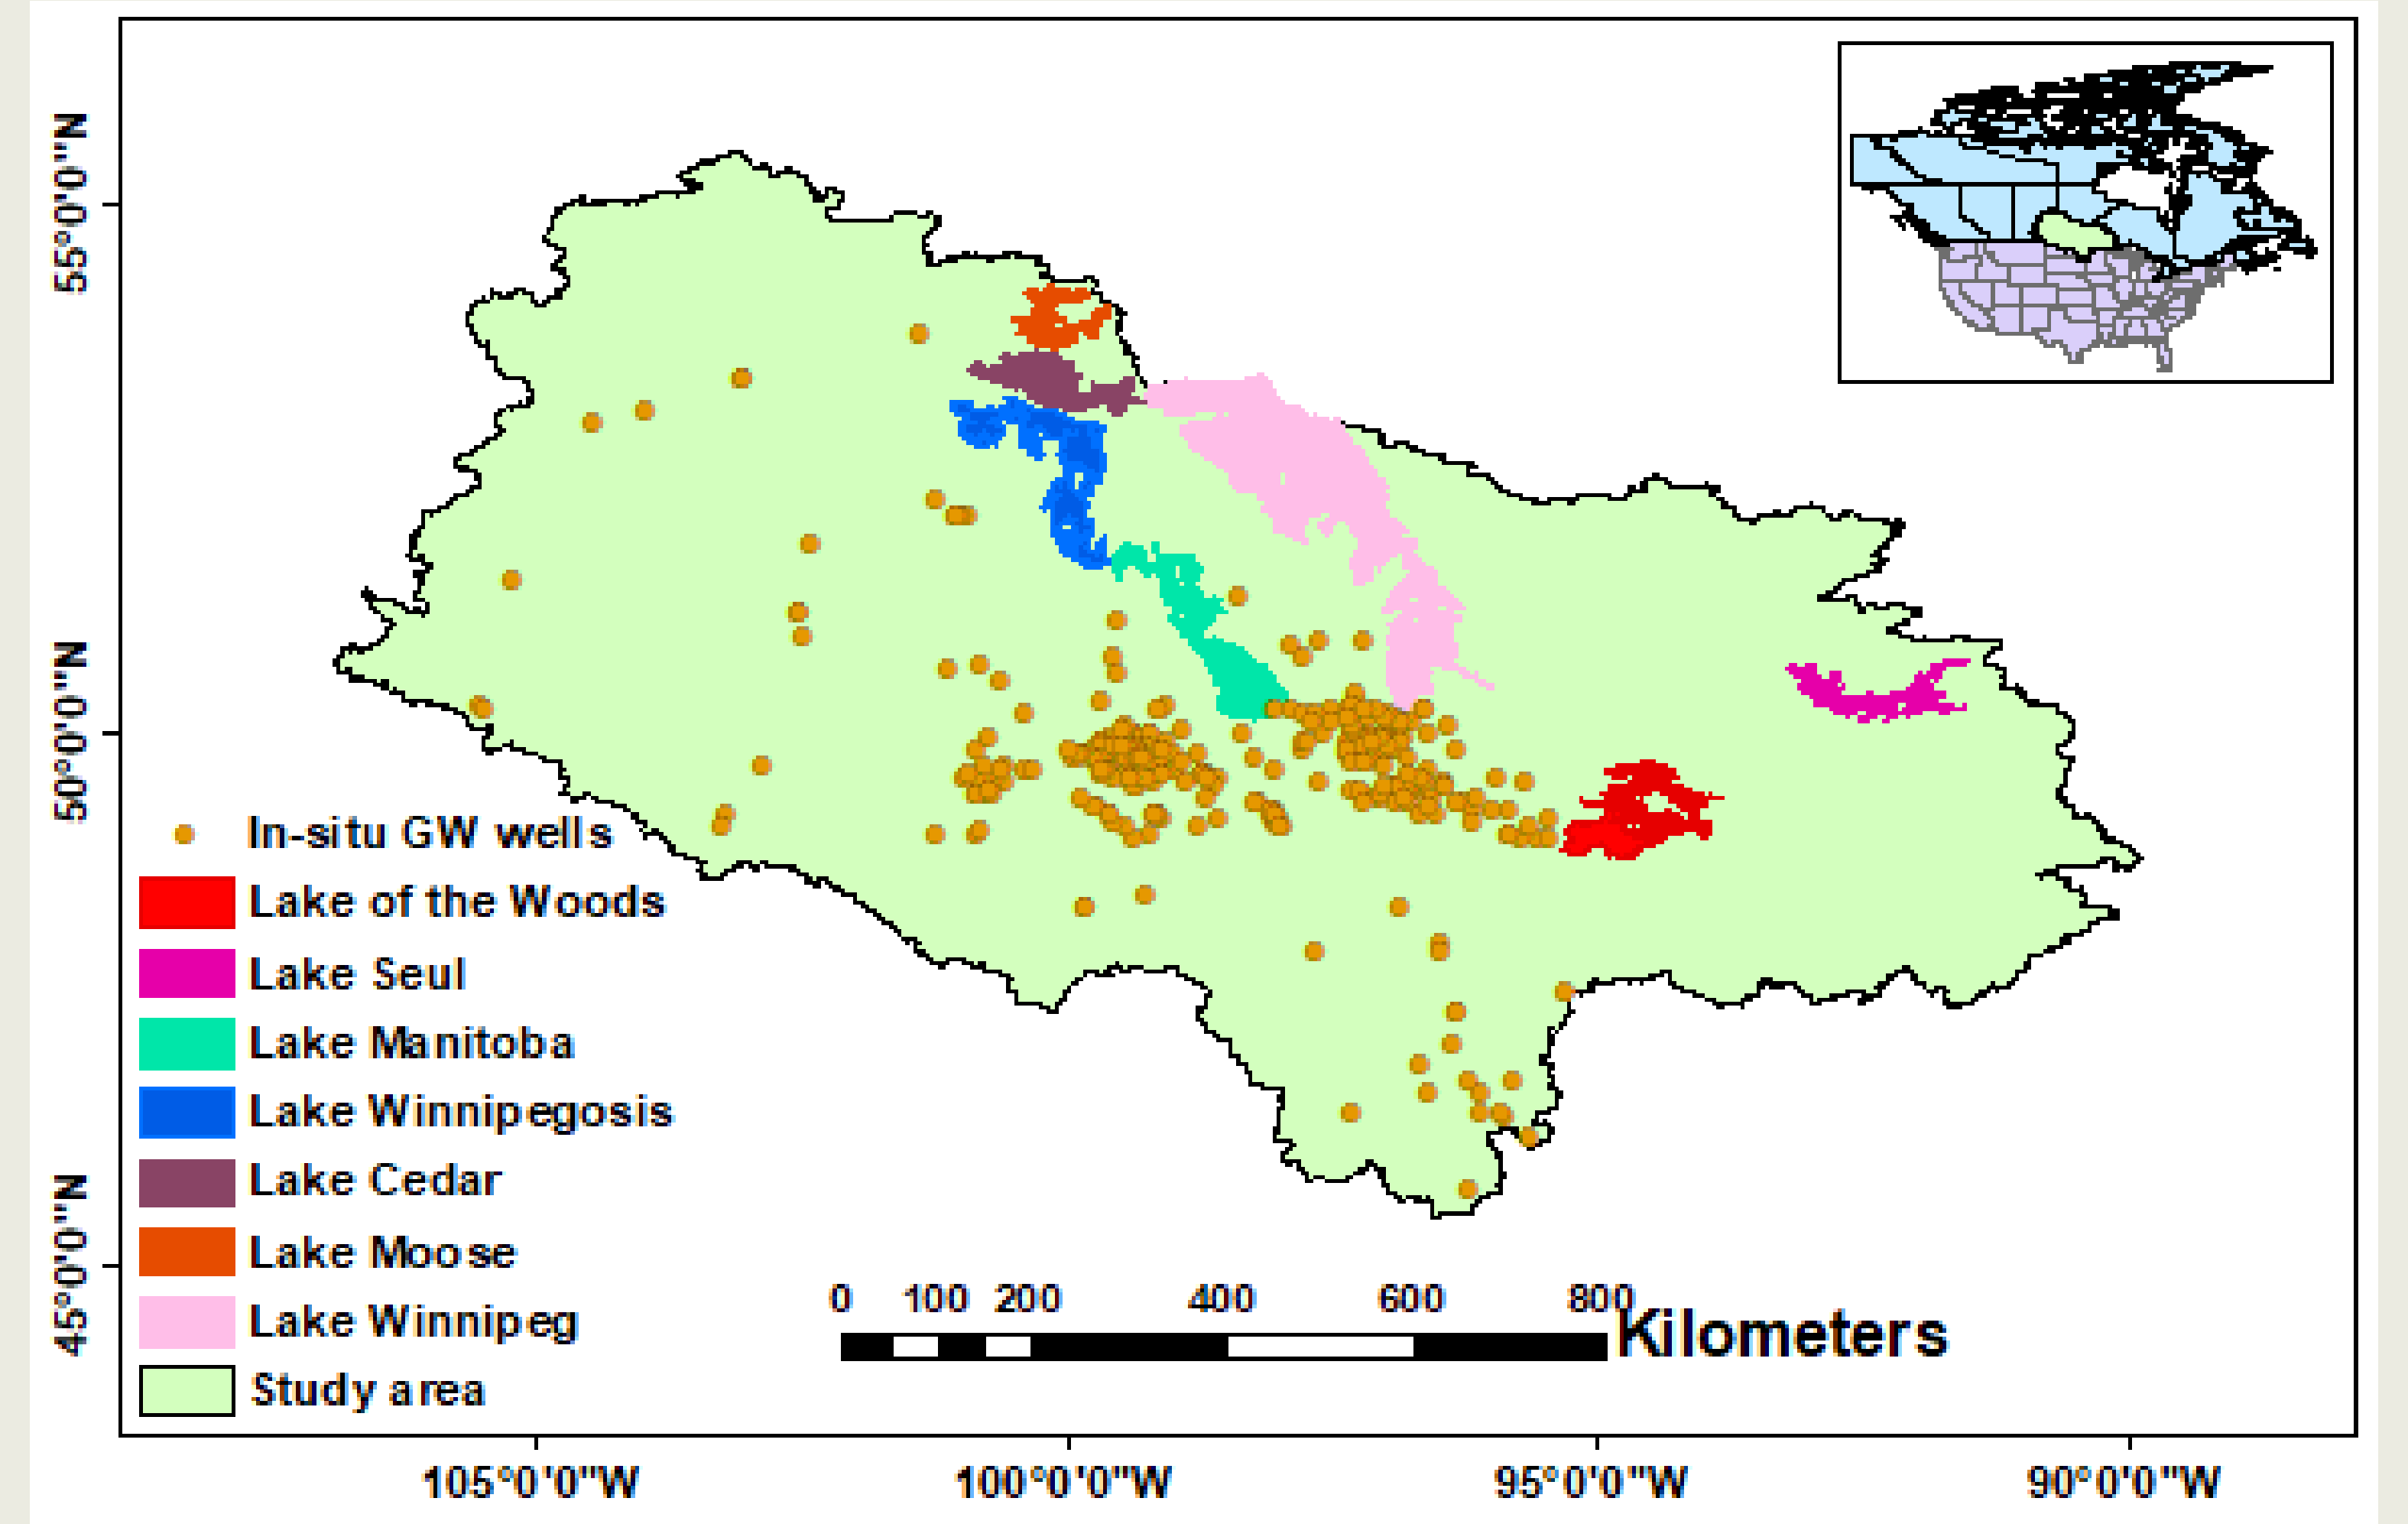 55°0'0"N
50°0'0"N
45°0'0"N
In-situ GW wells
Lake of the Woods
Lake Seul
Lake Manitoba
Lake Winnipegosis
Lake Cedar
Lake Moose
Lake Winnipeg
Study area
0 100 200 400 600 800
Kilometers
105°0'0"W 100°0'0"W 95°0'0"W 90°0'0"W